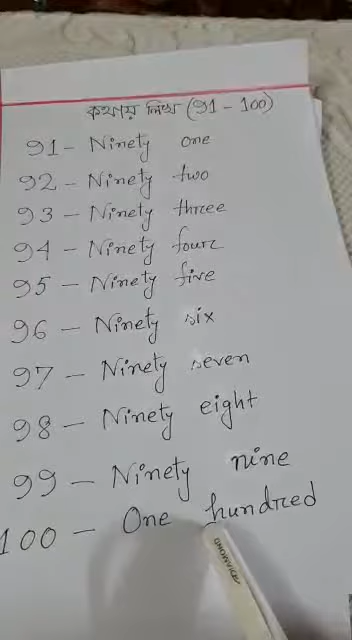 কথায় লিখ (91 - 100)
91 - Ninety one
92 - Ninety two
93 - Ninety three
94 - Ninety four
95 - Ninety five
96 - Ninety six
97 - Ninety seven
98 - Ninety eight
99 - Ninety nine
100 - One hundred